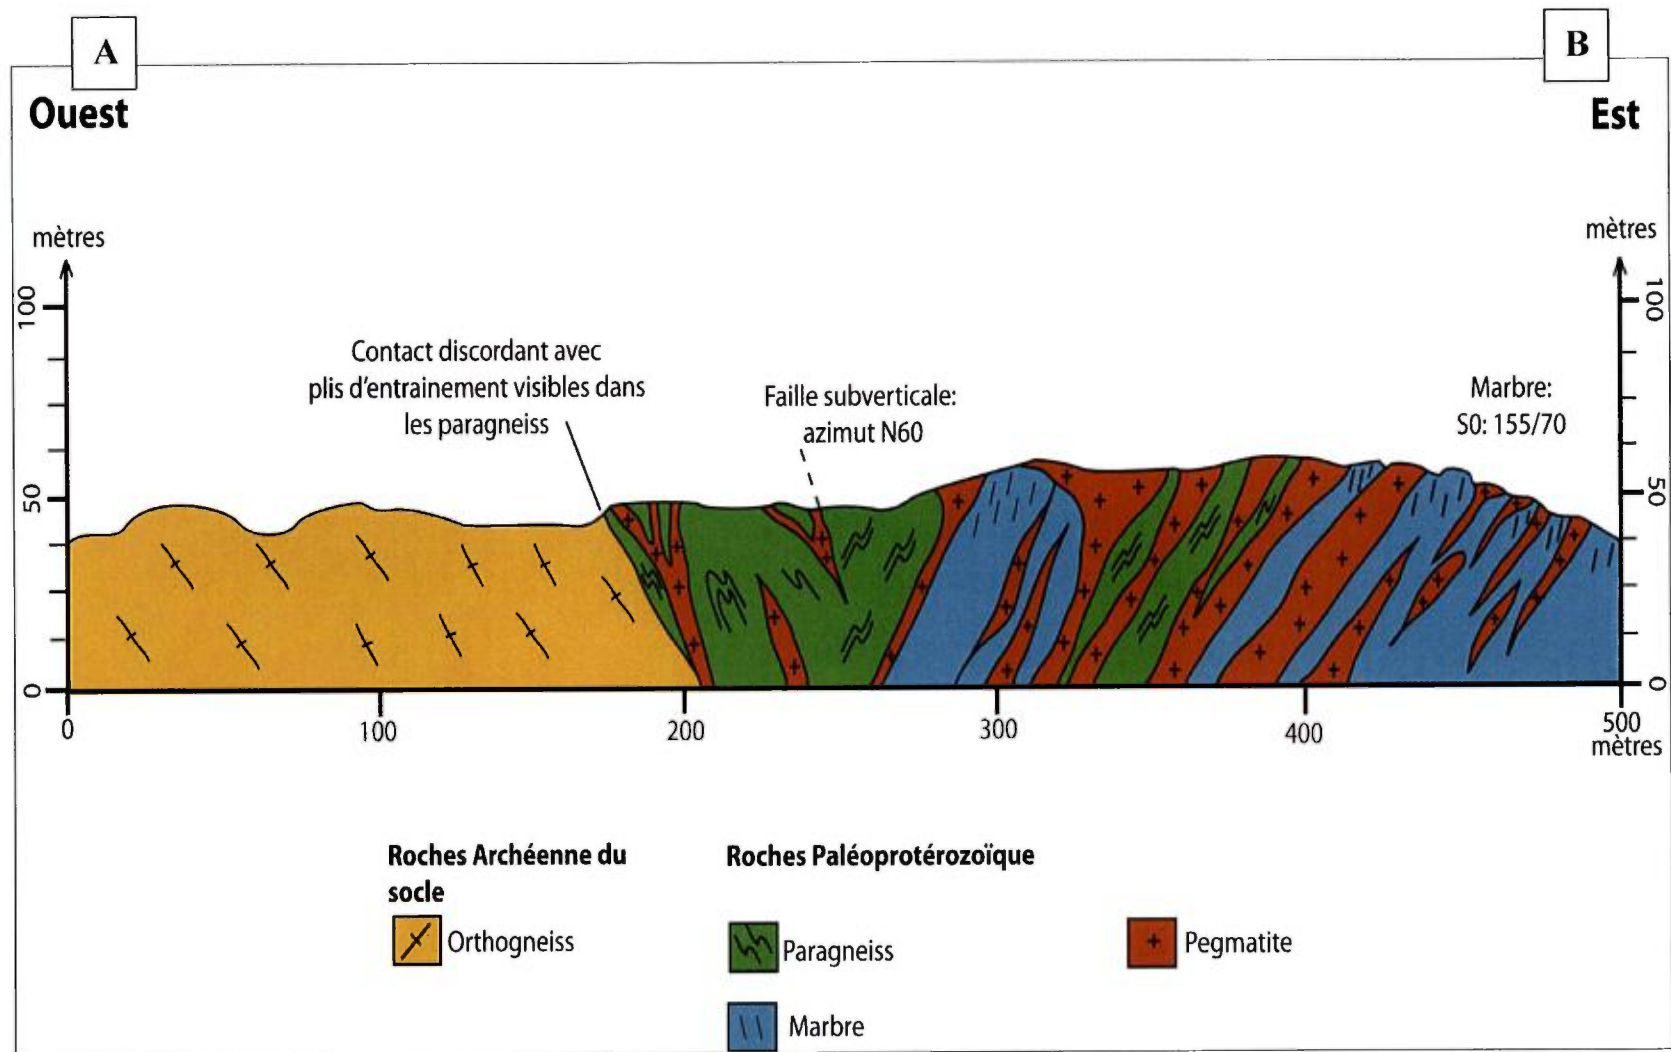 A
B
Ouest
Est
mètres
mètres
100
50
0
100
50
0
Contact discordant avec
plis d'entrainement visibles dans
les paragneiss
Faille subverticale:
azimut N60
Marbre:
S0: 155/70
0
100
200
300
400
500
mètres
Roches Archéenne du
socle
Roches Paléoprotérozoïque
Orthogneiss
Paragneiss
Pegmatite
Marbre